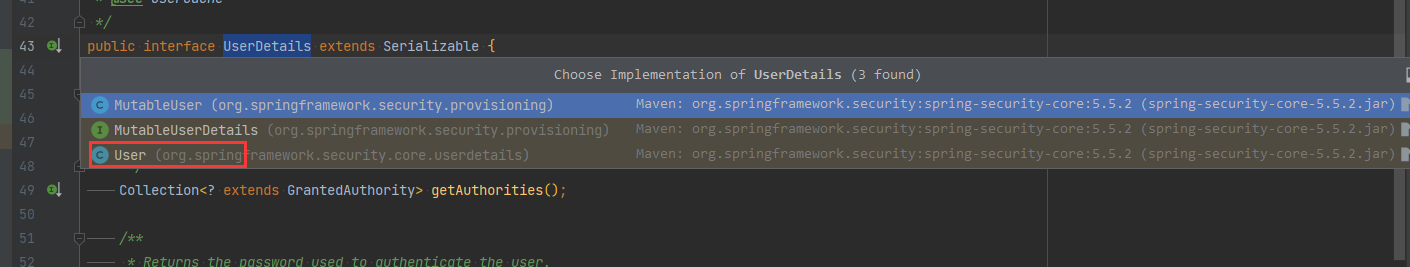 42 */
43 public interface UserDetails extends Serializable {
44 Choose Implementation of UserDetails (3 found)
45 MutableUser (org.springframework.security.provisioning) Maven: org.springframework.security:spring-security-core:5.5.2 (spring-security-core-5.5.2.jar)
46 MutableUserDetails (org.springframework.security.provisioning) Maven: org.springframework.security:spring-security-core:5.5.2 (spring-security-core-5.5.2.jar)
47 User (org.springframework.security.core.userdetails) Maven: org.springframework.security:spring-security-core:5.5.2 (spring-security-core-5.5.2.jar)
48
49 Collection<? extends GrantedAuthority> getAuthorities();
50
51 /**
52 * Returns the password used to authenticate the user.